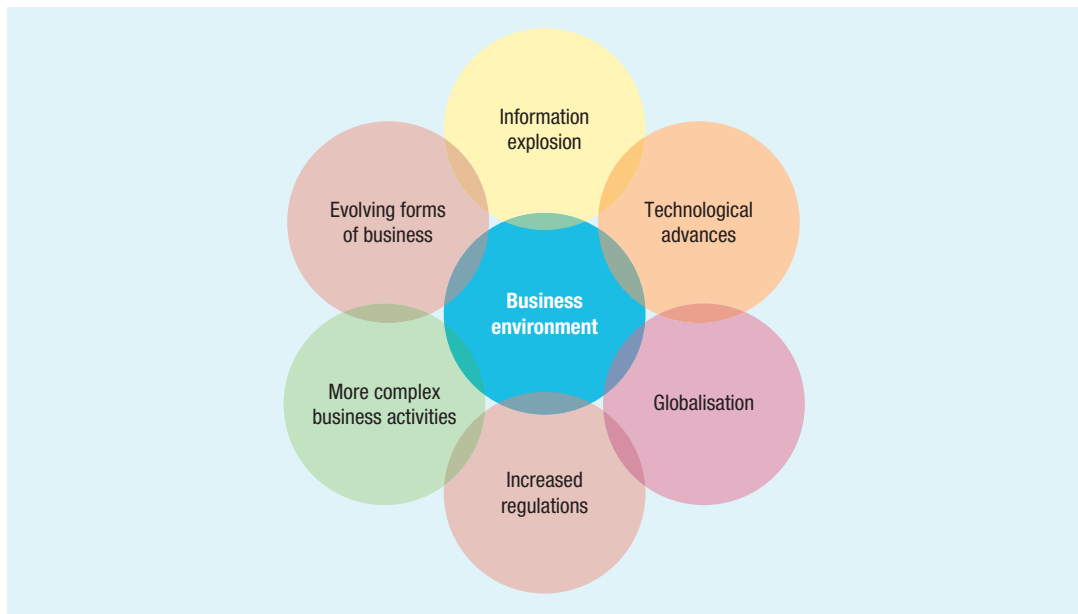 Information
explosion
Technological
advances
Globalisation
Increased
regulations
More complex
business activities
Evolving forms
of business
Business
environment